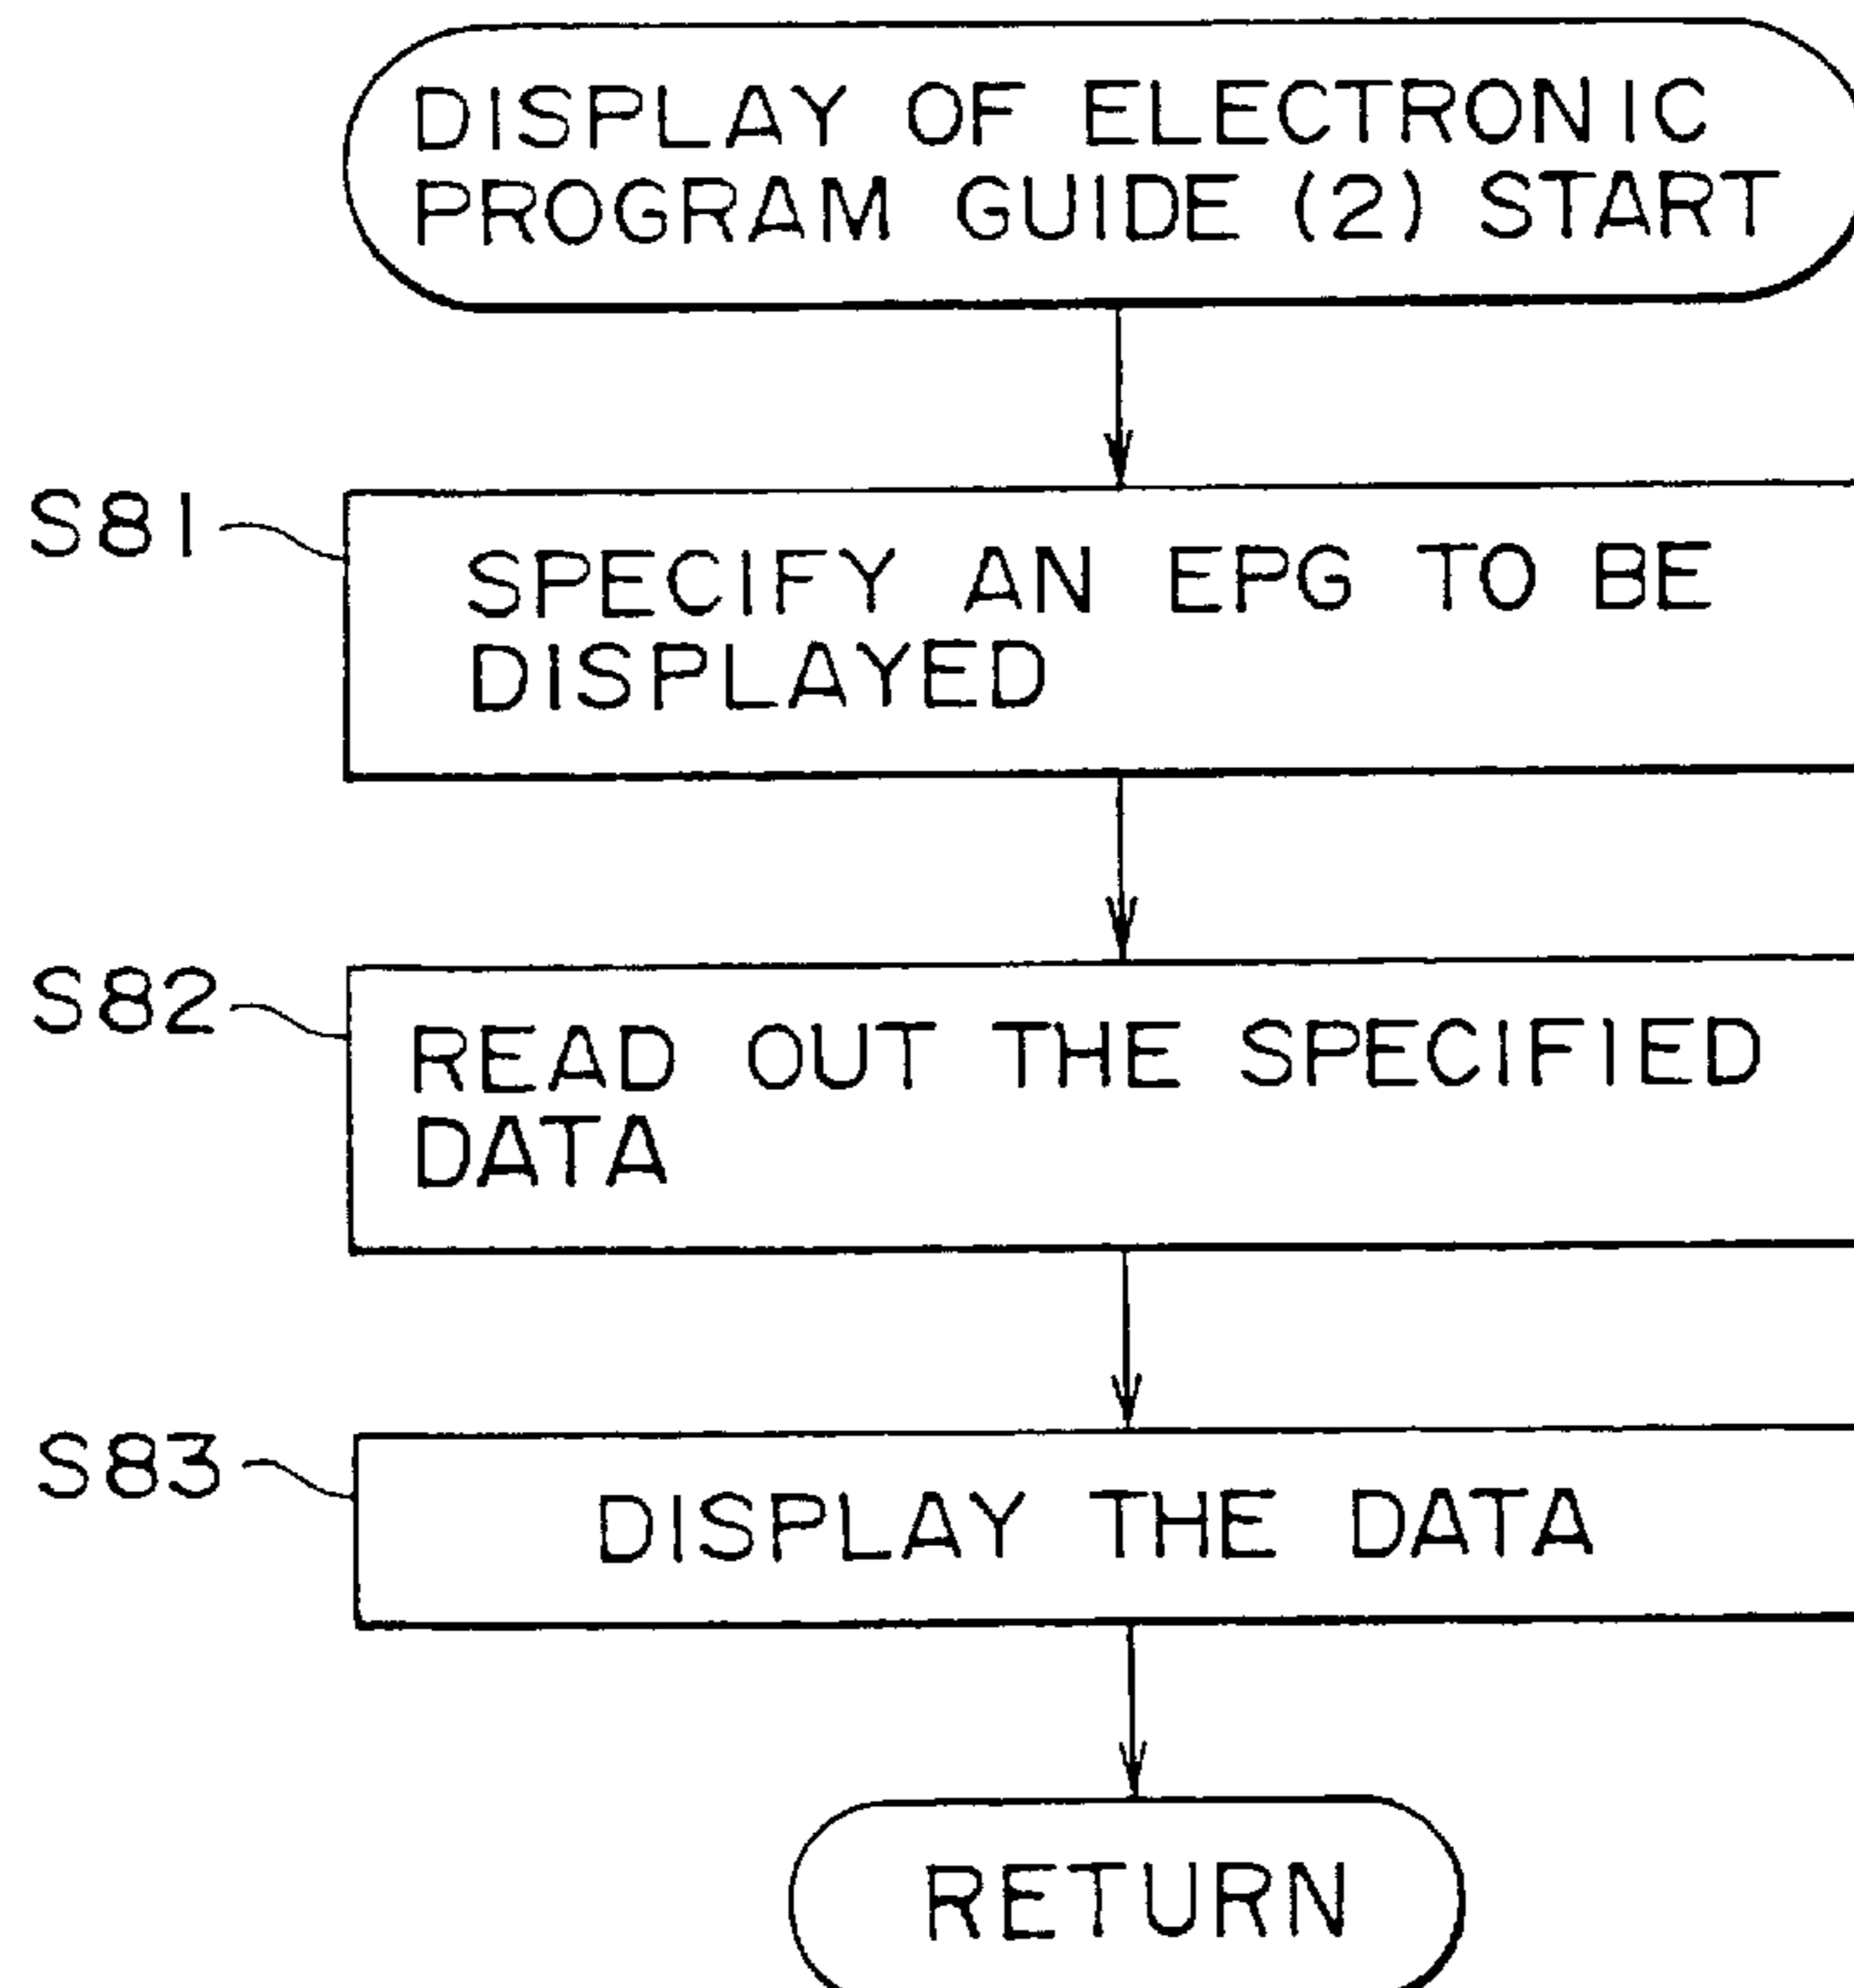 DISPLAY OF ELECTRONIC
PROGRAM GUIDE (2) START
S81
SPECIFY AN EPG TO BE
DISPLAYED
S82
READ OUT THE SPECIFIED
DATA
S83
DISPLAY THE DATA
RETURN